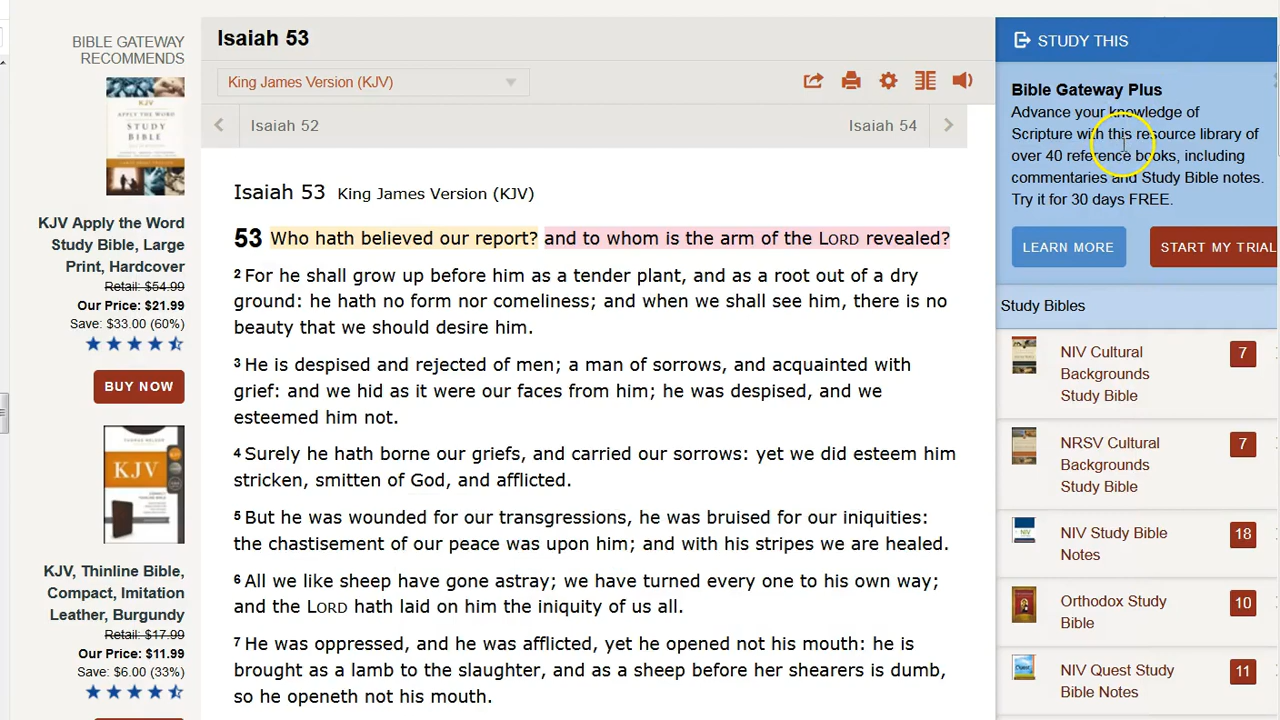 BIBLE GATEWAY
RECOMMENDS
KJV
APPLY THE WORD
STUDY BIBLE
KJV Apply the Word
Study Bible, Large
Print, Hardcover
Retail: $54.99
Our Price: $21.99
Save: $33.00 (60%)
BUY NOW
KJV
KJV, Thinline Bible,
Compact, Imitation
Leather, Burgundy
Retail: $17.99
Our Price: $11.99
Save: $6.00 (33%)
Isaiah 53
King James Version (KJV)
Isaiah 52
Isaiah 54
Isaiah 53 King James Version (KJV)
53 Who hath believed our report? and to whom is the arm of the LORD revealed?
2 For he shall grow up before him as a tender plant, and as a root out of a dry
ground: he hath no form nor comeliness; and when we shall see him, there is no
beauty that we should desire him.
3 He is despised and rejected of men; a man of sorrows, and acquainted with
grief: and we hid as it were our faces from him; he was despised, and we
esteemed him not.
4 Surely he hath borne our griefs, and carried our sorrows: yet we did esteem him
stricken, smitten of God, and afflicted.
5 But he was wounded for our transgressions, he was bruised for our iniquities:
the chastisement of our peace was upon him; and with his stripes we are healed.
6 All we like sheep have gone astray; we have turned every one to his own way;
and the LORD hath laid on him the iniquity of us all.
7 He was oppressed, and he was afflicted, yet he opened not his mouth: he is
brought as a lamb to the slaughter, and as a sheep before her shearers is dumb,
so he openeth not his mouth.
STUDY THIS
Bible Gateway Plus
Advance your knowledge of
Scripture with this resource library of
over 40 reference books, including
commentaries and Study Bible notes.
Try it for 30 days FREE.
LEARN MORE
START MY TRIAL
Study Bibles
NIV Cultural
Backgrounds
Study Bible
7
NRSV Cultural
Backgrounds
Study Bible
7
NIV Study Bible
Notes
18
Orthodox Study
Bible
10
NIV Quest Study
Bible Notes
11